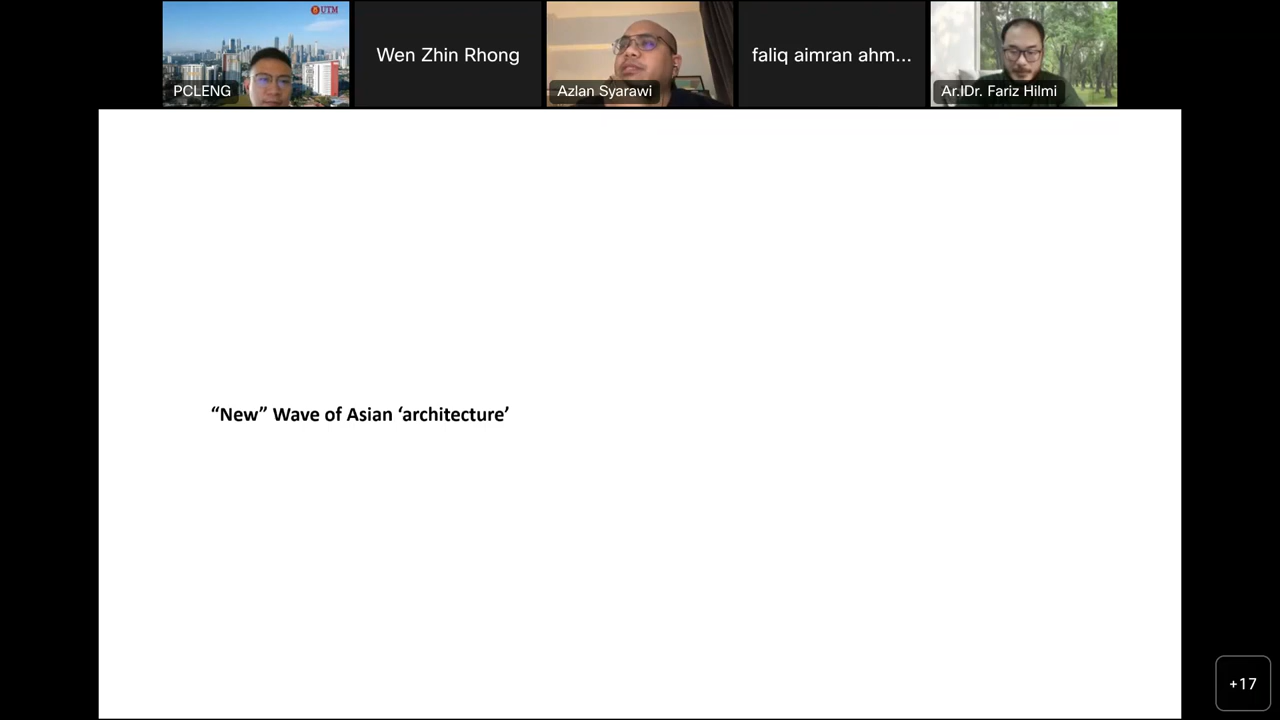 UTM
PCLENG
Wen Zhin Rhong
Azlan Syarawi
faliq aimran ahm...
Ar.IDr. Fariz Hilmi
“New” Wave of Asian ‘architecture’
+17